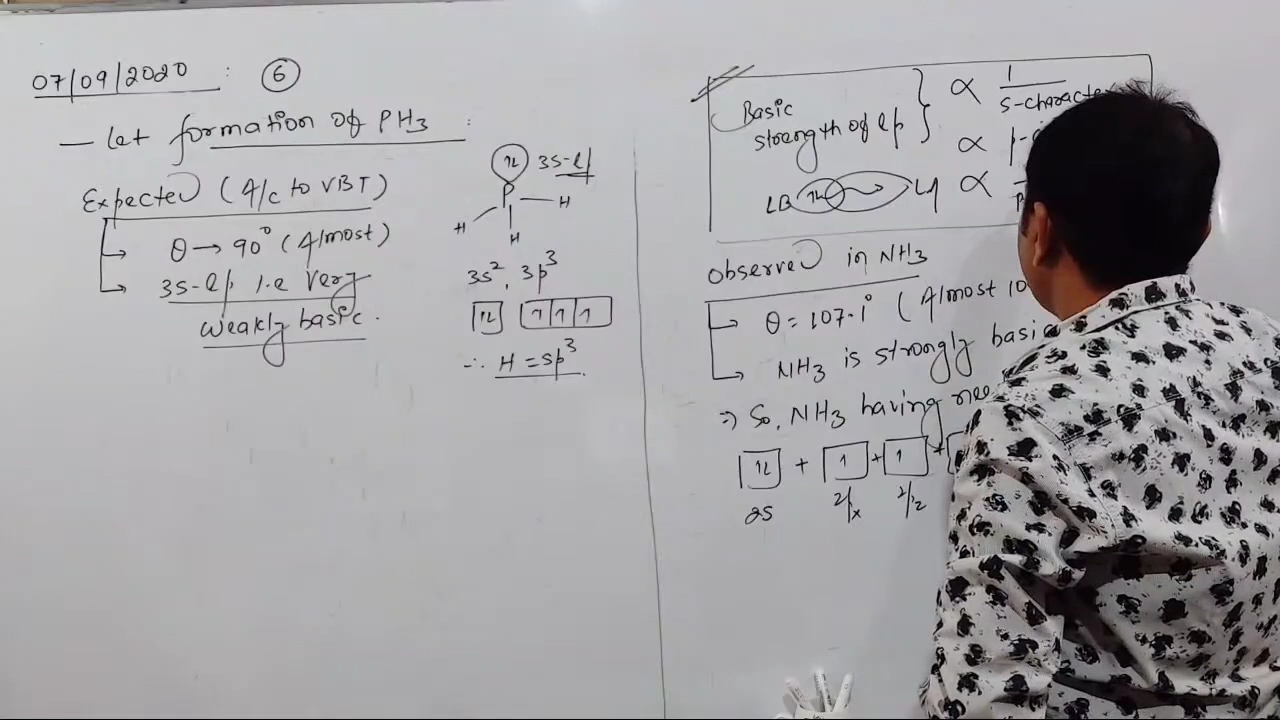 07/09/2020 : 6
— Let formation of PH3 :
Expected (A/c to VBT)
θ → 90° (Almost)
3s-lp i.e very
weakly basic.
1L 3s-lp
P
H
H
H
3s², 3p³
1L 1 1 1
∴ H = sp³
Basic
strength of lp } ∝ 1
s-character
∝ p-
LB 1L LA ∝
Observed in NH3
θ = 107.1° (Almost 10
NH3 is strongly basic
⇒ So, NH3 having
1L + 1 + 1 +
2s 2px 2pz